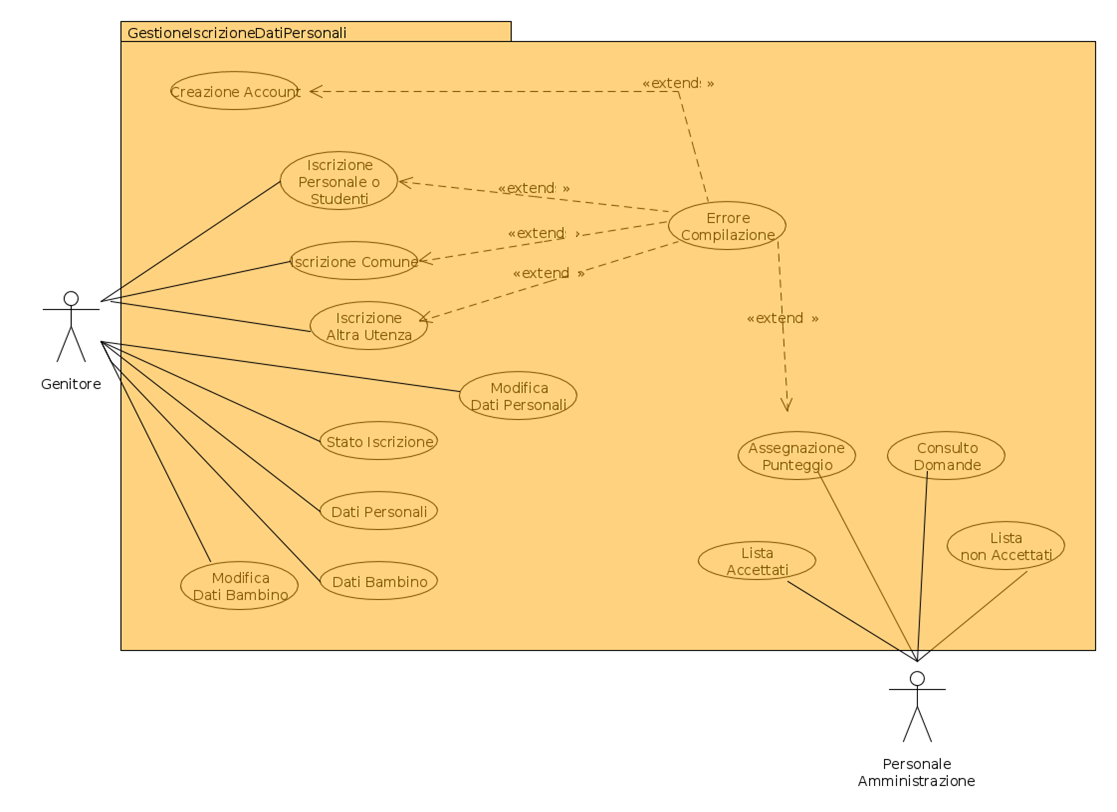 GestioneIscrizioneDatiPersonali
Creazione Account
«extend »
Iscrizione
Personale o
Studenti
«extend »
Errore
Compilazione
«extend »
Iscrizione Comune
«extend »
Iscrizione
Altra Utenza
«extend »
Genitore
Modifica
Dati Personali
Stato Iscrizione
Assegnazione
Punteggio
Consulto
Domande
Dati Personali
Lista
Accettati
Lista
non Accettati
Modifica
Dati Bambino
Dati Bambino
Personale
Amministrazione